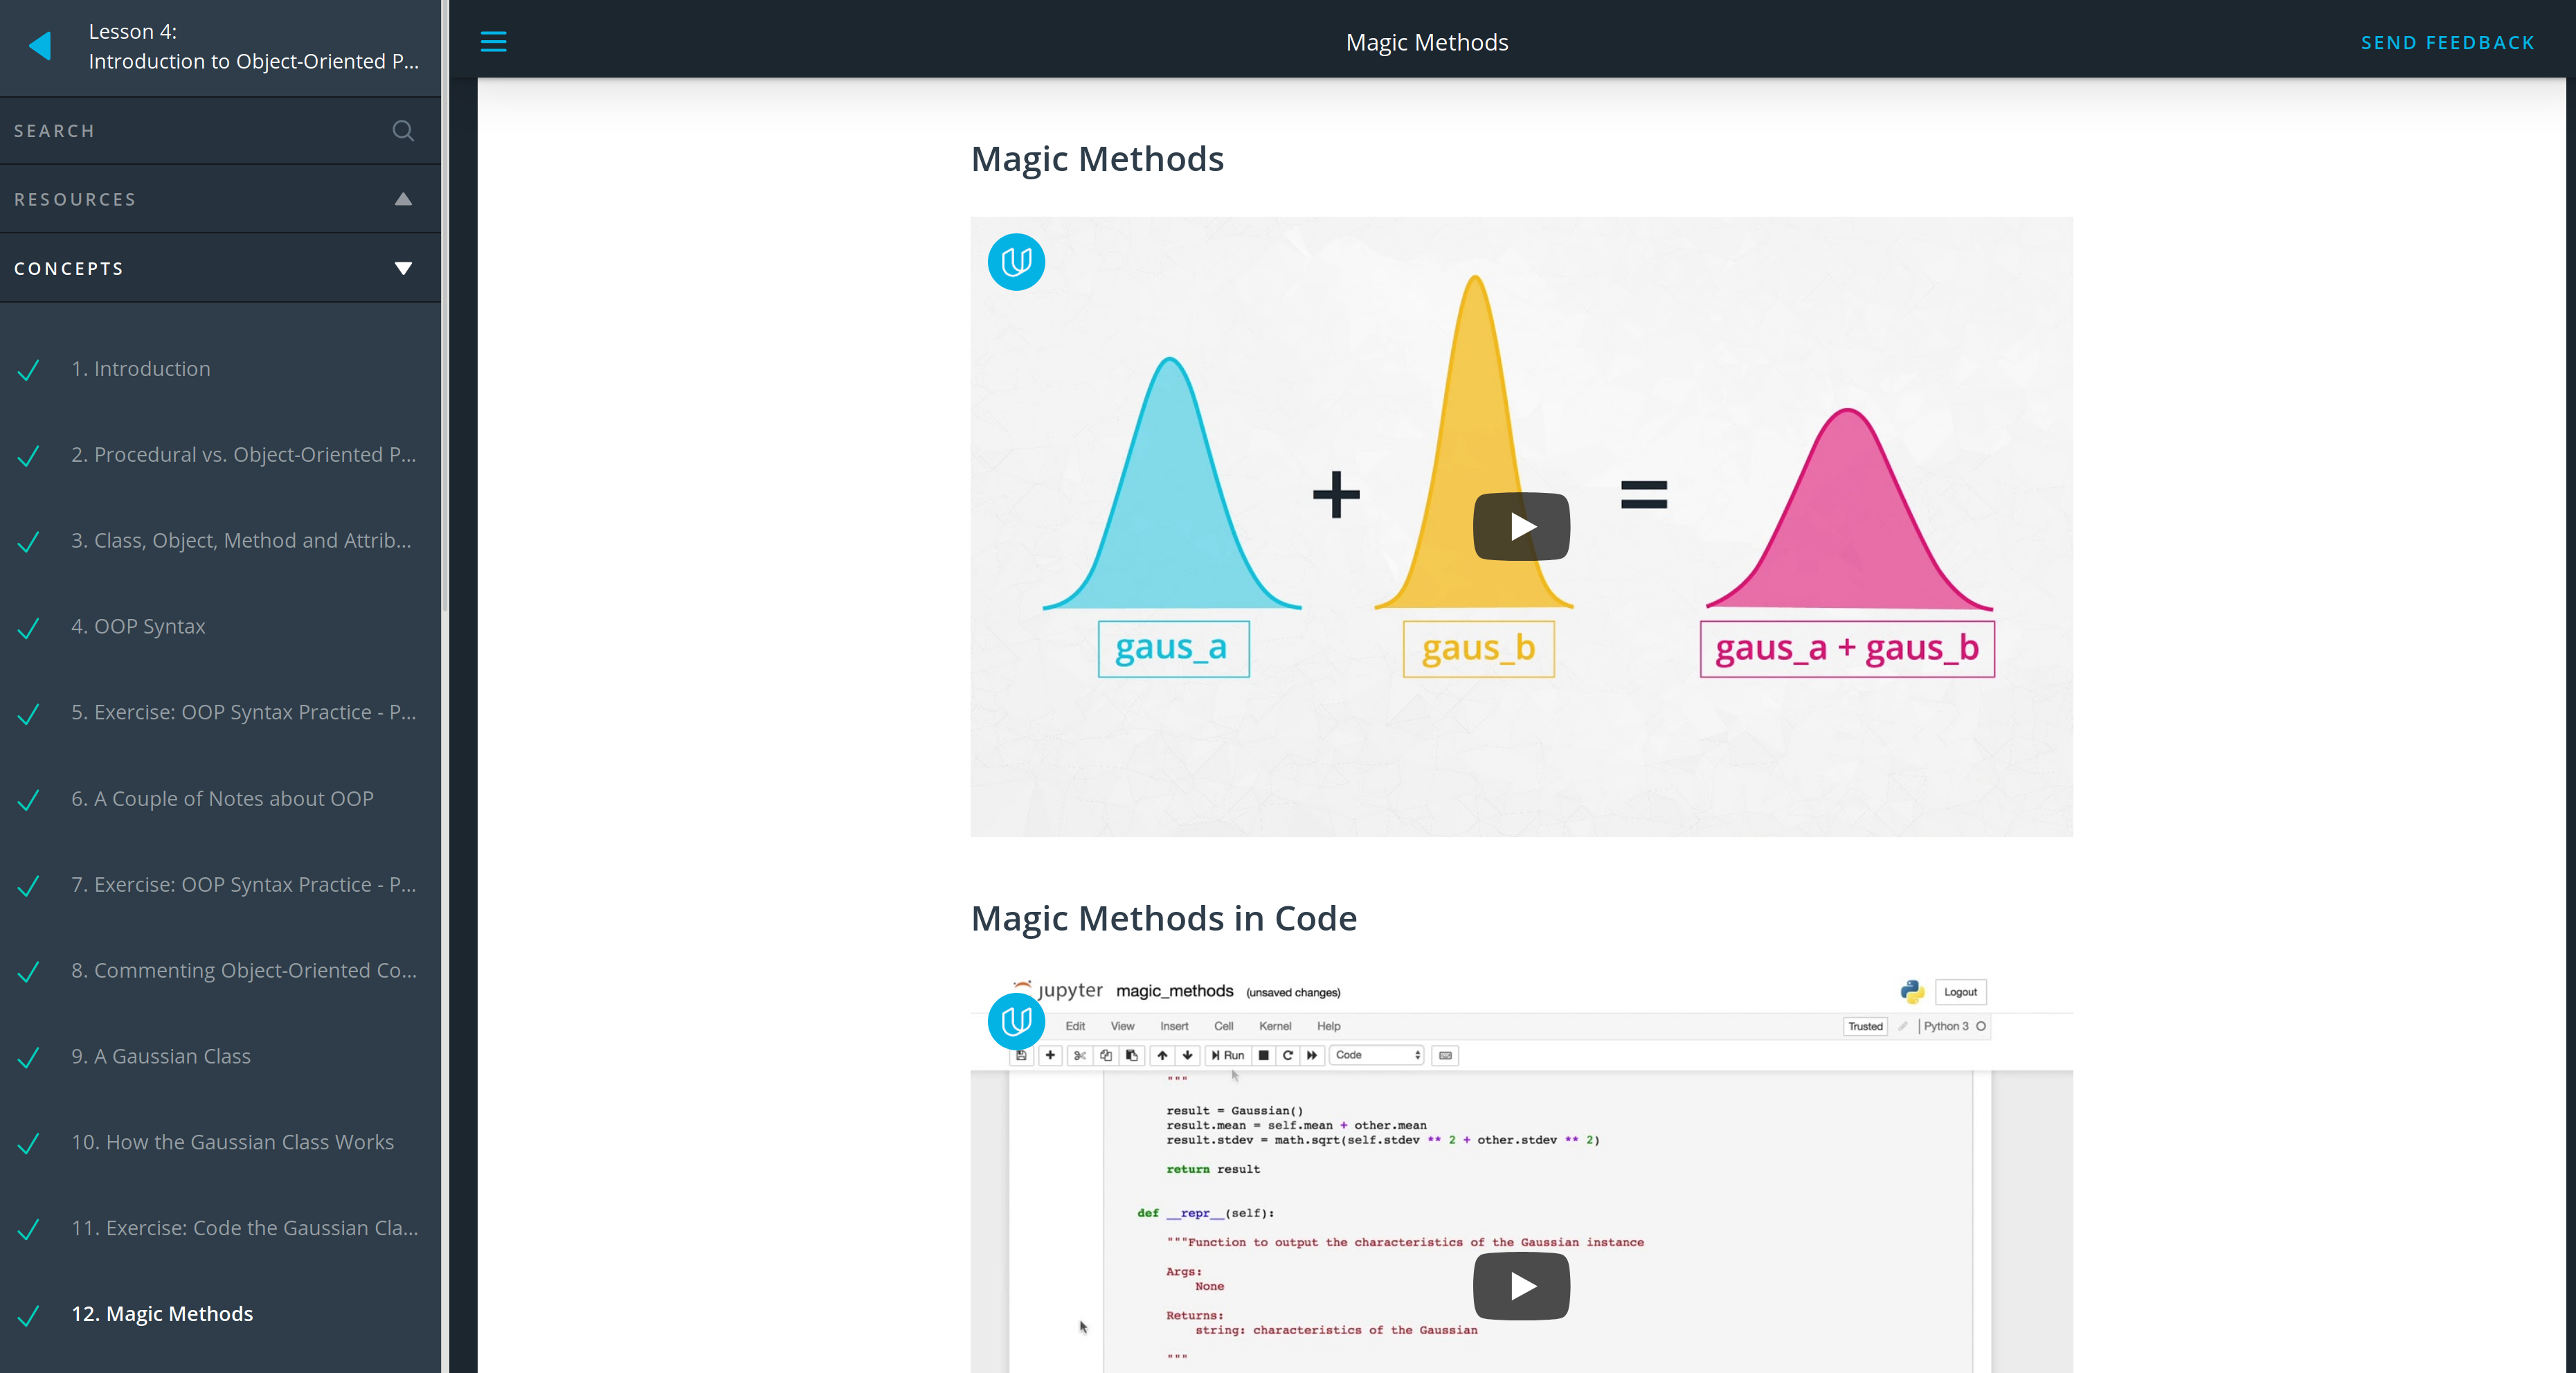 Lesson 4:
Introduction to Object-Oriented P...
SEARCH
RESOURCES
CONCEPTS
1. Introduction
2. Procedural vs. Object-Oriented P...
3. Class, Object, Method and Attrib...
4. OOP Syntax
5. Exercise: OOP Syntax Practice - P...
6. A Couple of Notes about OOP
7. Exercise: OOP Syntax Practice - P...
8. Commenting Object-Oriented Co...
9. A Gaussian Class
10. How the Gaussian Class Works
11. Exercise: Code the Gaussian Cla...
12. Magic Methods
Magic Methods
SEND FEEDBACK
Magic Methods
+ =
gaus_a gaus_b gaus_a + gaus_b
Magic Methods in Code
jupyter magic_methods (unsaved changes) Logout
Edit View Insert Cell Kernel Help Trusted Python 3
Run Code
"""
result = Gaussian()
result.mean = self.mean + other.mean
result.stdev = math.sqrt(self.stdev ** 2 + other.stdev ** 2)
return result
def __repr__(self):
"""Function to output the characteristics of the Gaussian instance
Args:
None
Returns:
string: characteristics of the Gaussian
"""